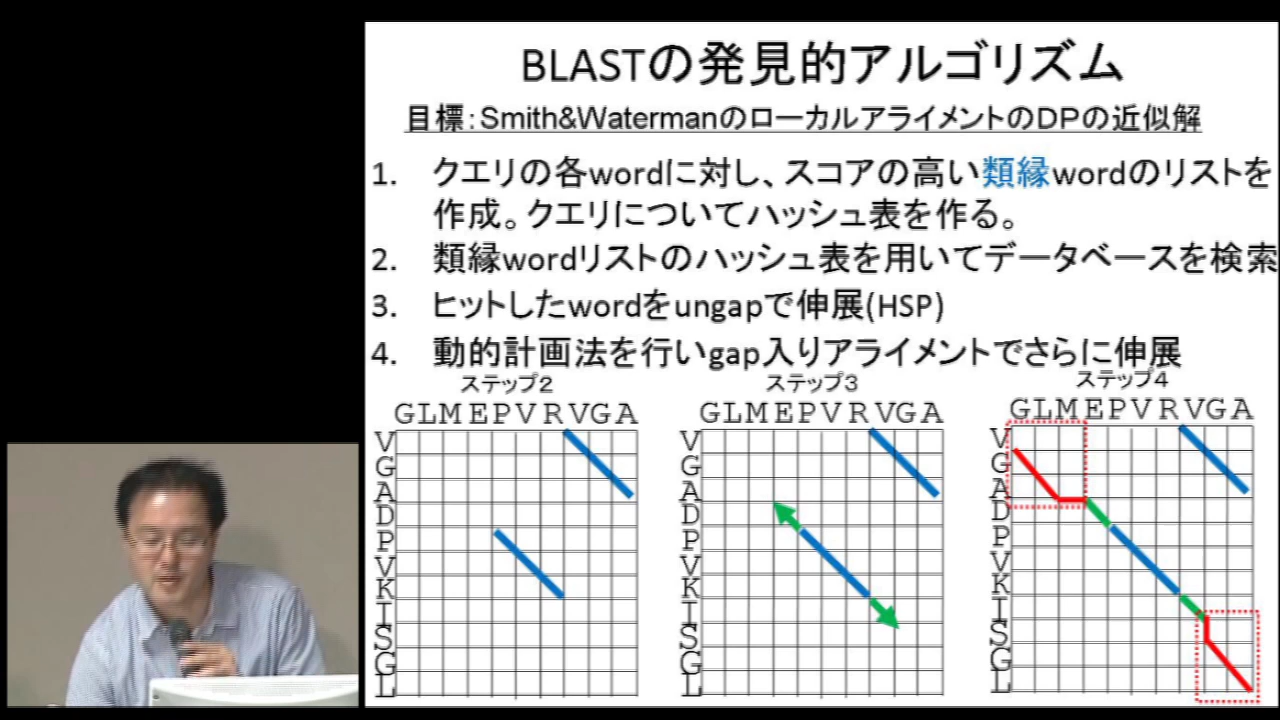 BLASTの発見的アルゴリズム
目標：Smith&WatermanのローカルアライメントのDPの近似解
1. クエリの各wordに対し、スコアの高い類縁wordのリストを
作成。クエリについてハッシュ表を作る。
2. 類縁wordリストのハッシュ表を用いてデータベースを検索
3. ヒットしたwordをungapで伸展(HSP)
4. 動的計画法を行いgap入りアライメントでさらに伸展
ステップ2
GLMEPVRVGA
V
G
A
D
P
V
K
I
S
G
L
ステップ3
GLMEPVRVGA
V
G
A
D
P
V
K
I
S
G
L
ステップ4
GLMEPVRVGA
V
G
A
D
P
V
K
I
S
G
L